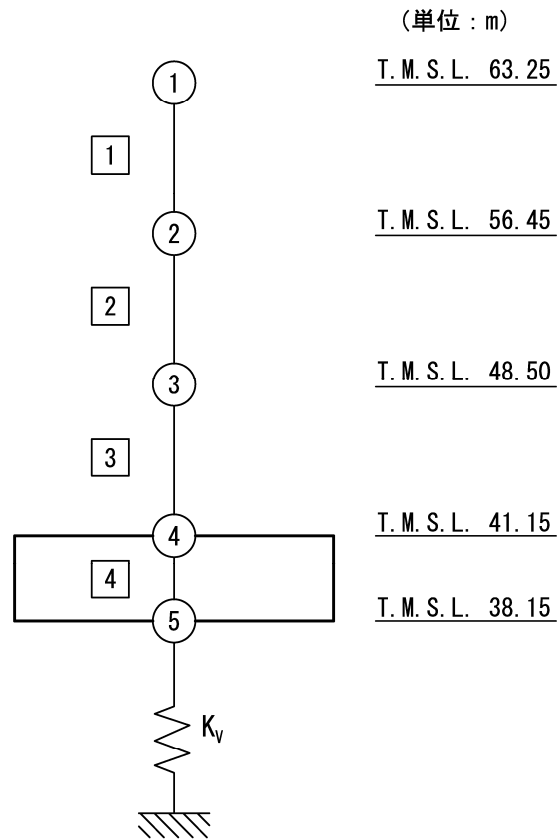 (単位：m)
① T.M.S.L. 63.25
1
② T.M.S.L. 56.45
2
③ T.M.S.L. 48.50
3
④ T.M.S.L. 41.15
4
⑤ T.M.S.L. 38.15
Kv